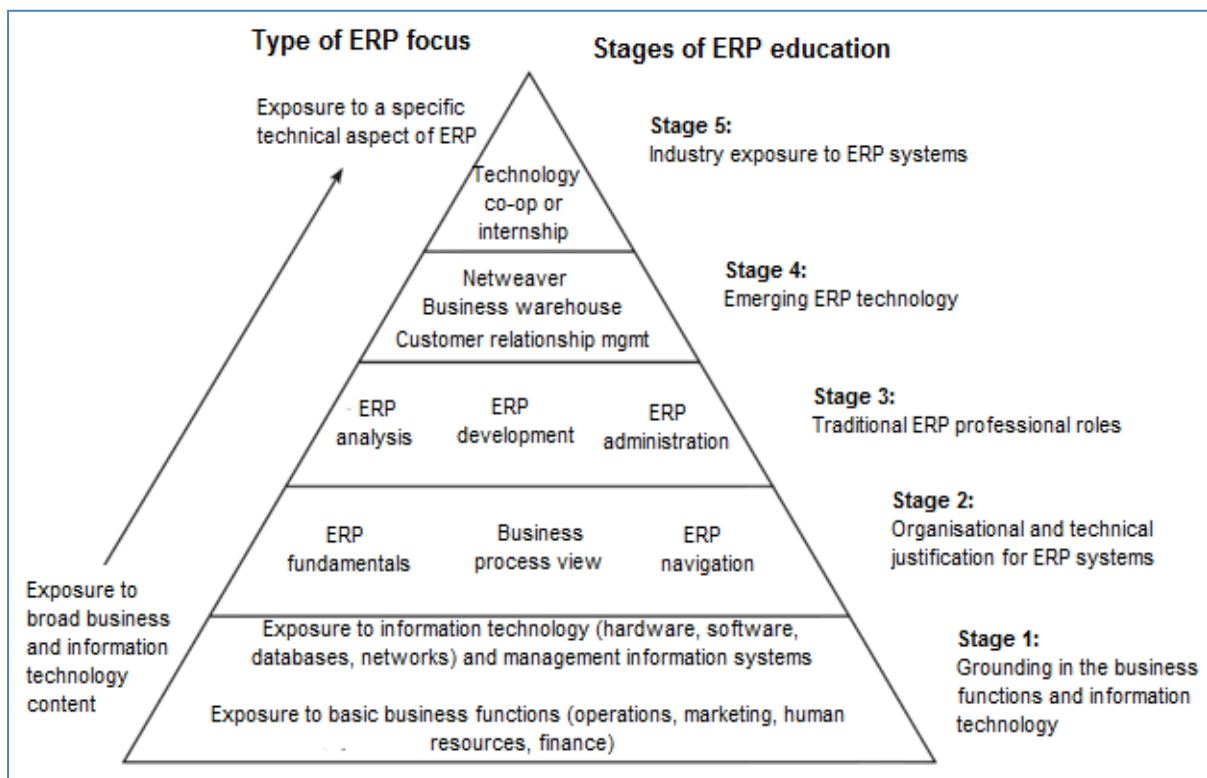 Type of ERP focus
Stages of ERP education
Exposure to a specific
technical aspect of ERP
Stage 5:
Industry exposure to ERP systems
Technology
co-op or
internship
Stage 4:
Emerging ERP technology
Netweaver
Business warehouse
Customer relationship mgmt
Stage 3:
Traditional ERP professional roles
ERP
analysis
ERP
development
ERP
administration
Stage 2:
Organisational and technical
justification for ERP systems
ERP
fundamentals
Business
process view
ERP
navigation
Exposure to
broad business
and information
technology
content
Exposure to information technology (hardware, software,
databases, networks) and management information systems
Exposure to basic business functions (operations, marketing, human
resources, finance)
Stage 1:
Grounding in the business
functions and information
technology